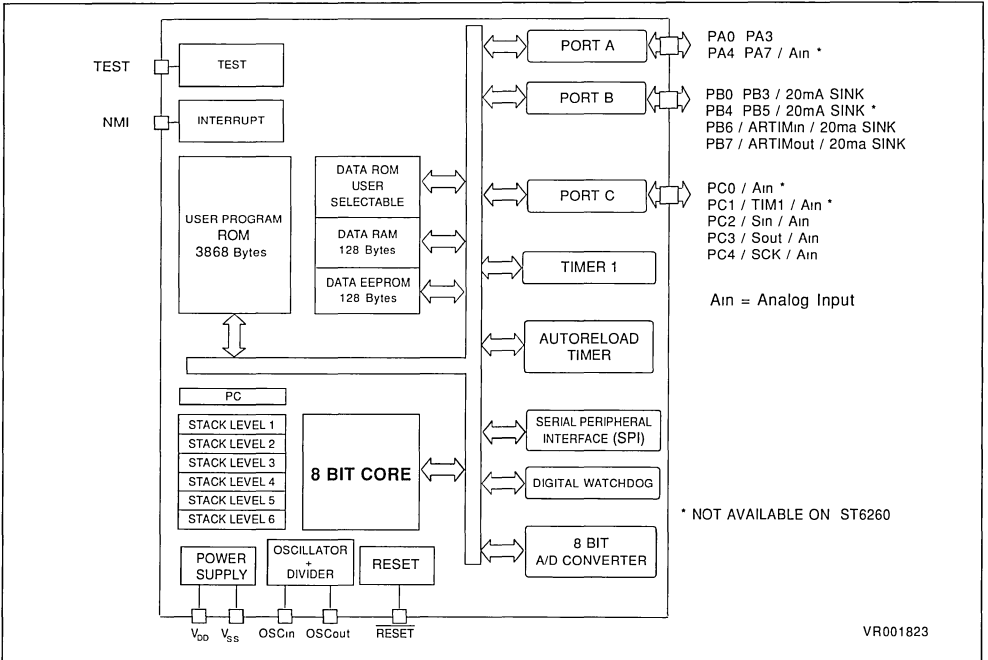 TEST
TEST
NMI
INTERRUPT
USER PROGRAM
ROM
3868 Bytes
DATA ROM
USER
SELECTABLE
DATA RAM
128 Bytes
DATA EEPROM
128 Bytes
PC
STACK LEVEL 1
STACK LEVEL 2
STACK LEVEL 3
STACK LEVEL 4
STACK LEVEL 5
STACK LEVEL 6
8 BIT CORE
POWER
SUPPLY
OSCILLATOR
+
DIVIDER
RESET
VDD
VSS
OSCin
OSCout
RESET
PORT A
PORT B
PORT C
TIMER 1
AUTORELOAD
TIMER
SERIAL PERIPHERAL
INTERFACE (SPI)
DIGITAL WATCHDOG
8 BIT
A/D CONVERTER
PA0 PA3
PA4 PA7 / Ain *
PB0 PB3 / 20mA SINK
PB4 PB5 / 20mA SINK *
PB6 / ARTIMin / 20ma SINK
PB7 / ARTIMout / 20ma SINK
PC0 / Ain *
PC1 / TIM1 / Ain *
PC2 / Sin / Ain
PC3 / Sout / Ain
PC4 / SCK / Ain
Ain = Analog Input
* NOT AVAILABLE ON ST6260
VR001823